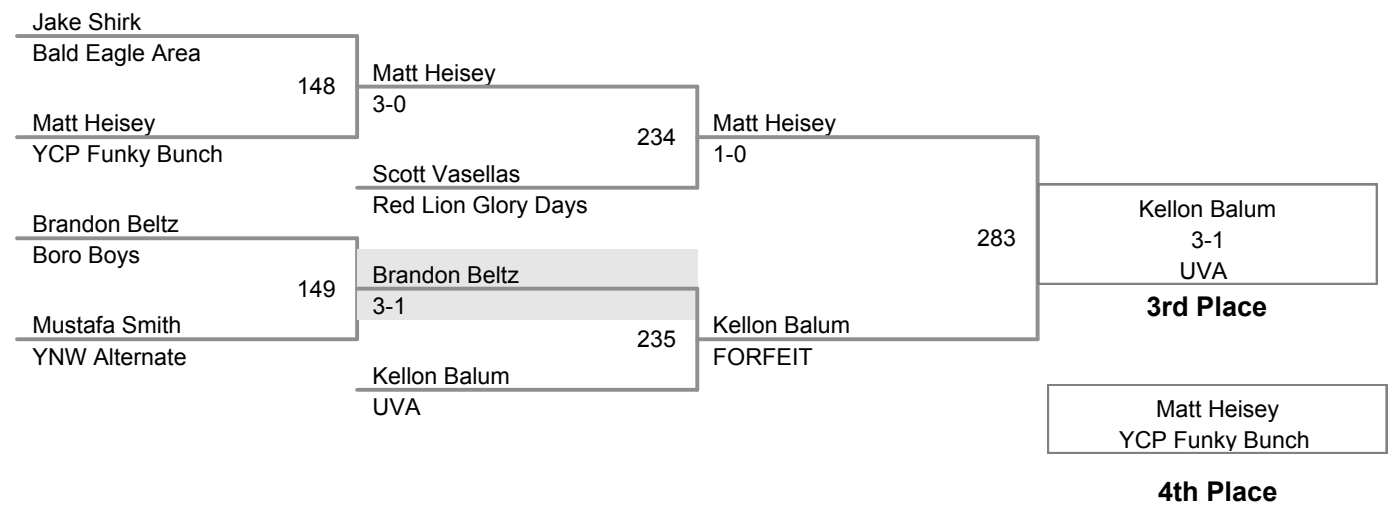 Jake Shirk
Bald Eagle Area
148
Matt Heisey
YCP Funky Bunch
Matt Heisey
3-0
234
Scott Vasellas
Red Lion Glory Days
Brandon Beltz
Boro Boys
149
Mustafa Smith
YNW Alternate
Brandon Beltz
3-1
235
Kellon Balum
UVA
Matt Heisey
1-0
283
Kellon Balum
FORFEIT
Kellon Balum
3-1
UVA
3rd Place
Matt Heisey
YCP Funky Bunch
4th Place